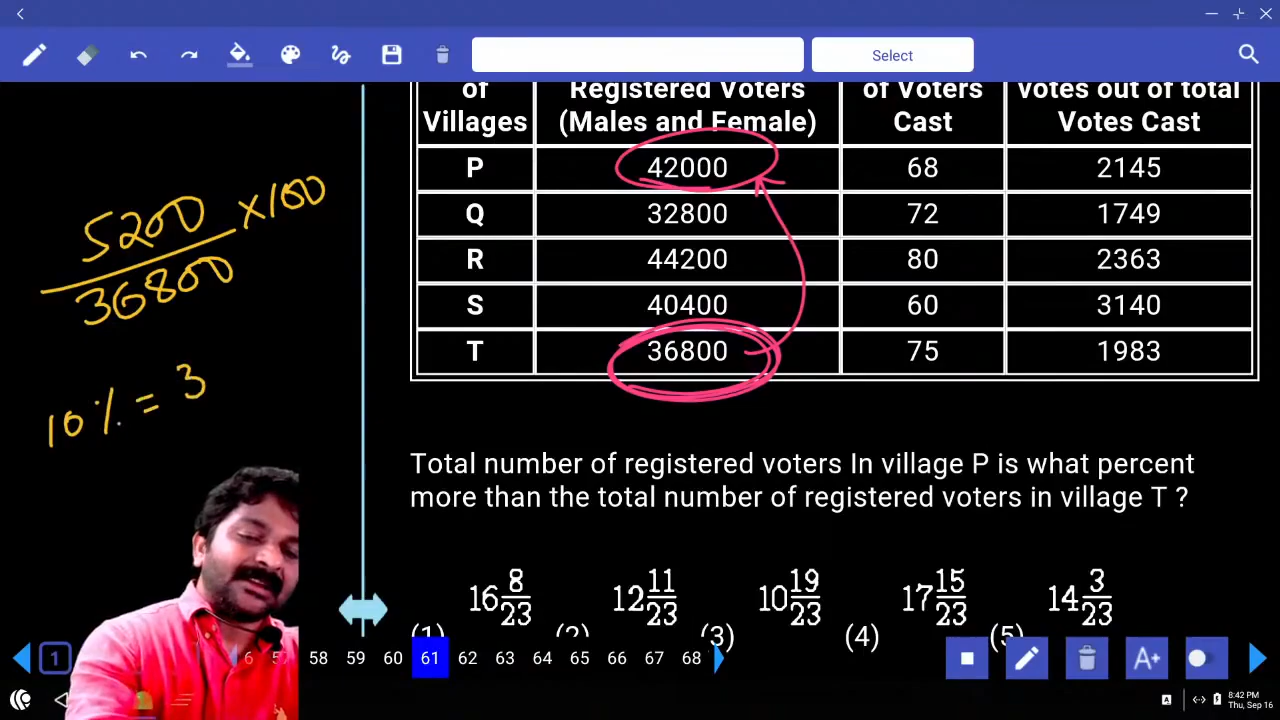 Select
of Registered Voters of Voters votes out of total
Villages (Males and Female) Cast Votes Cast
P 42000 68 2145
Q 32800 72 1749
R 44200 80 2363
S 40400 60 3140
T 36800 75 1983
5200
36800 ×100
10% = 3
Total number of registered voters In village P is what percent
more than the total number of registered voters in village T ?
16 8/23 12 11/23 10 19/23 17 15/23 14 3/23
(1) (2) (3) (4) (5)
1 6 57 58 59 60 61 62 63 64 65 66 67 68 A+
A 8:42 PM
Thu, Sep 16